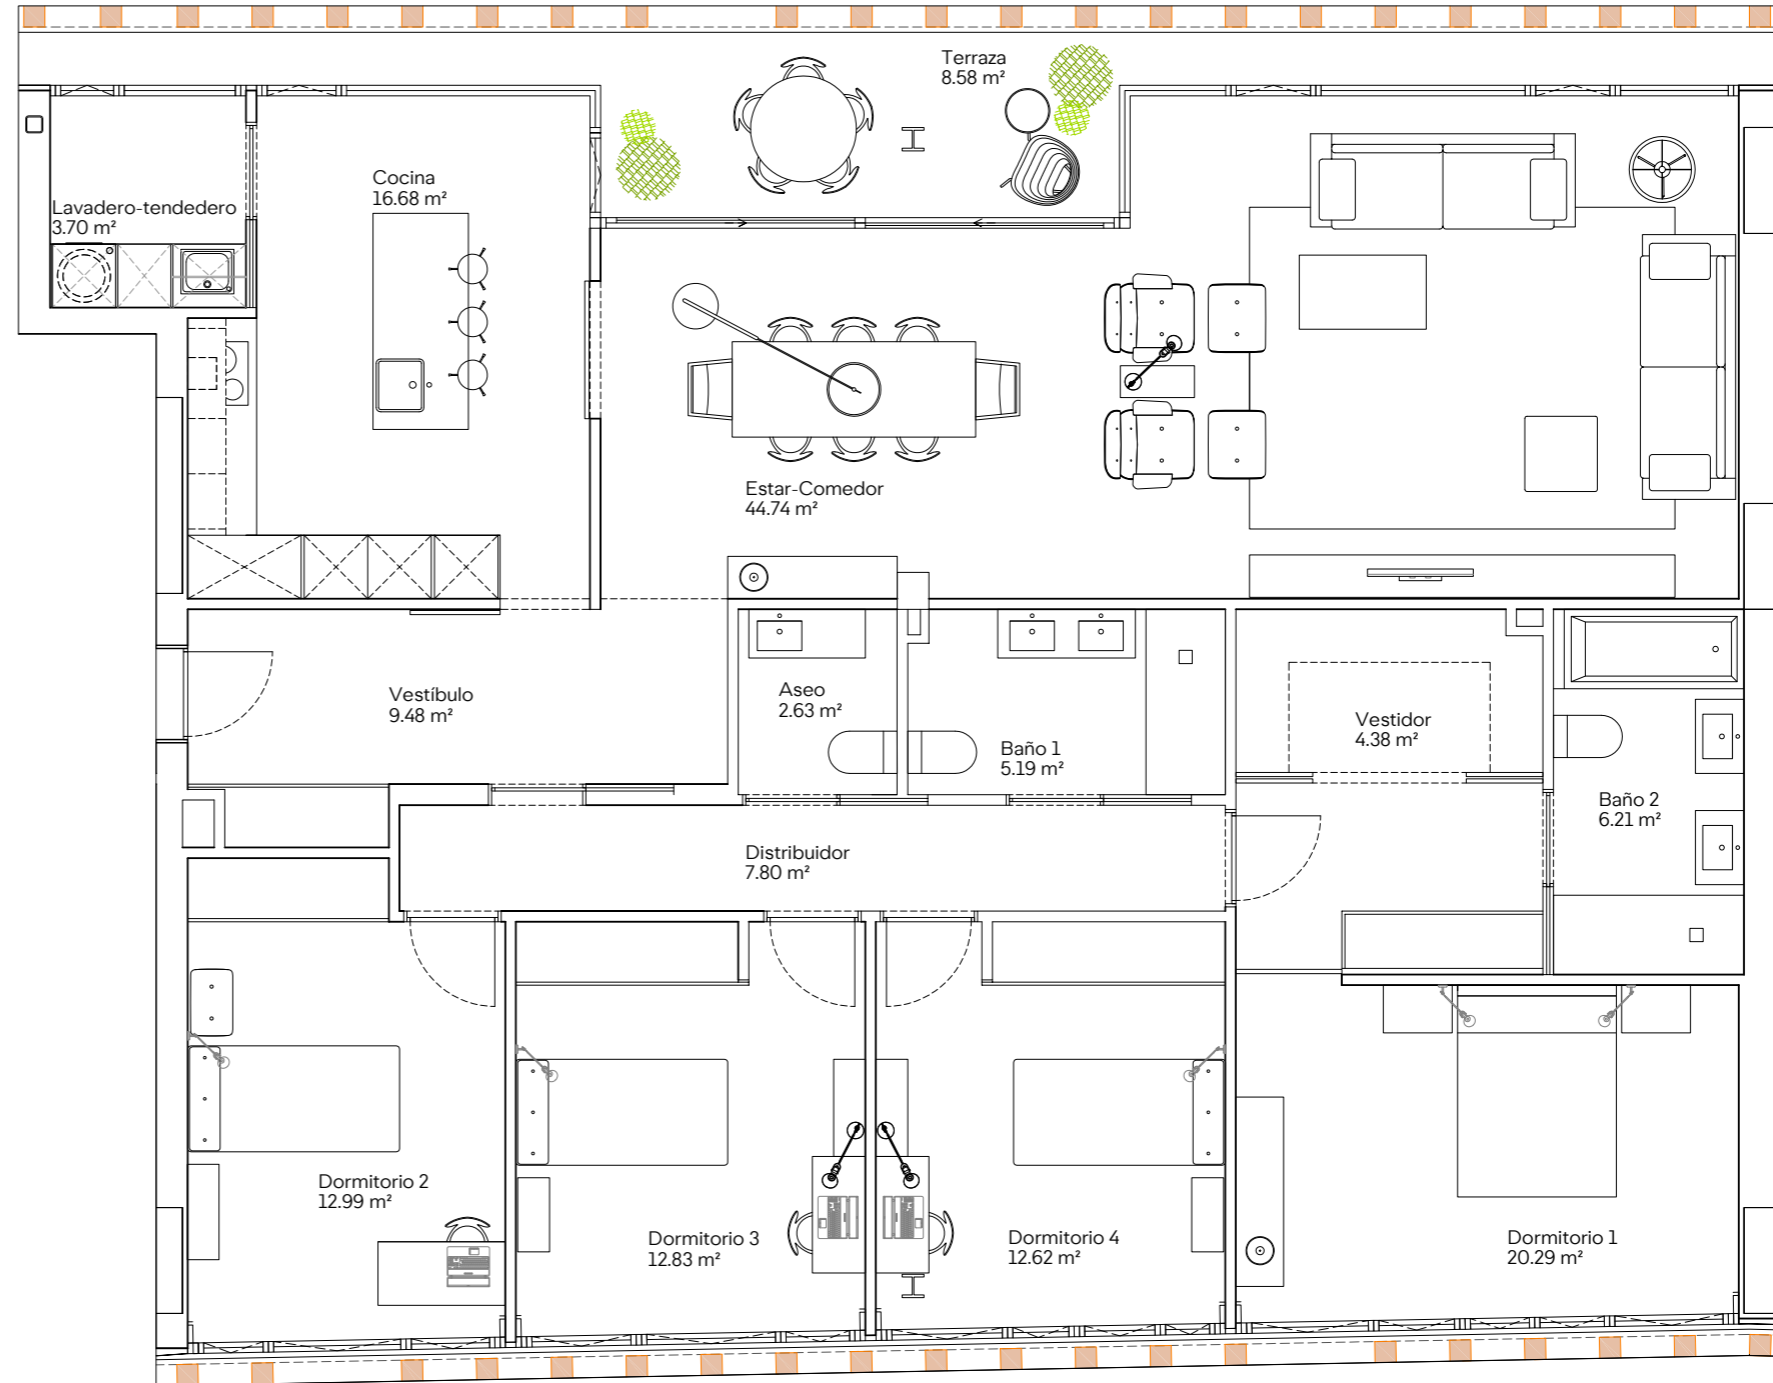 Terraza
8.58 m²
Cocina
16.68 m²
Lavadero-tendedero
3.70 m²
Estar-Comedor
44.74 m²
Vestíbulo
9.48 m²
Aseo
2.63 m²
Baño 1
5.19 m²
Vestidor
4.38 m²
Baño 2
6.21 m²
Distribuidor
7.80 m²
Dormitorio 2
12.99 m²
Dormitorio 3
12.83 m²
Dormitorio 4
12.62 m²
Dormitorio 1
20.29 m²